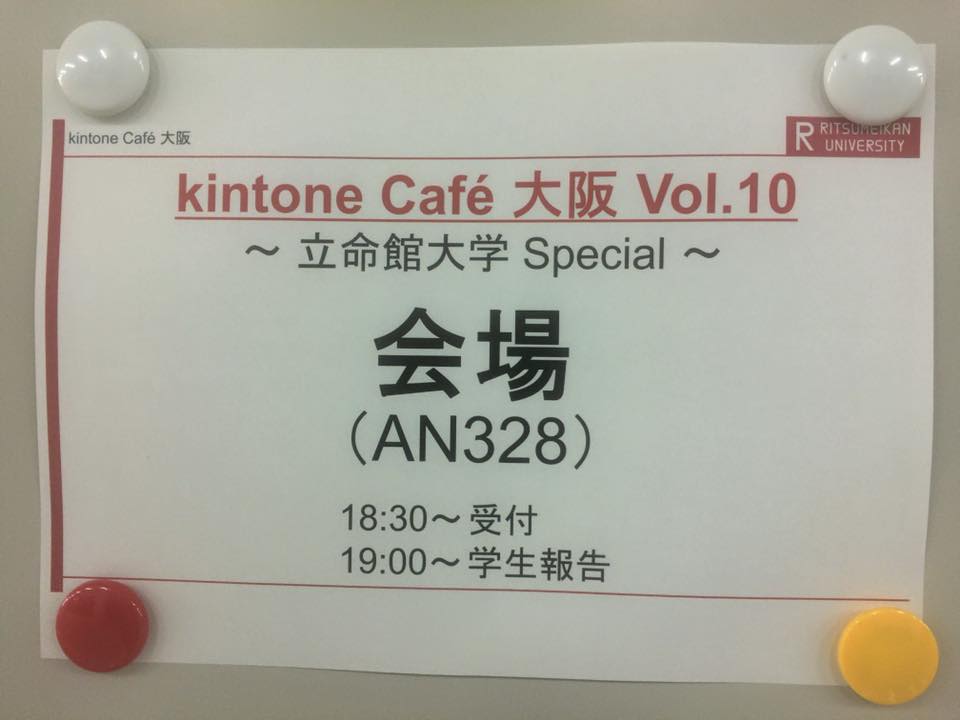 kintone Café 大阪
RITSUMEIKAN
R UNIVERSITY
kintone Café 大阪 Vol.10
～ 立命館大学 Special ～
会場
（AN328）
18:30～ 受付
19:00～ 学生報告